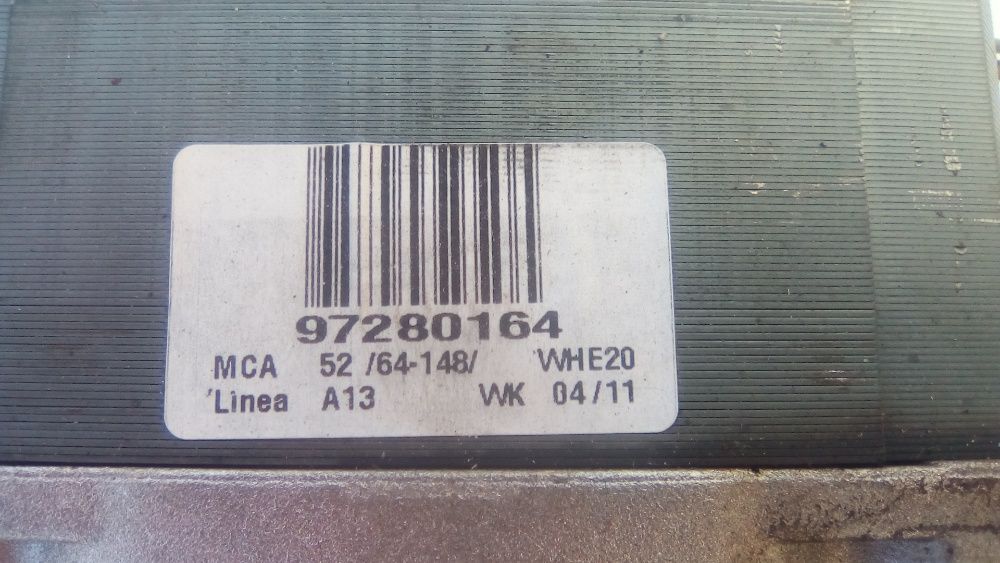 97280164
MCA 52 /64-148/ WHE20
'Linea A13 WK 04/11